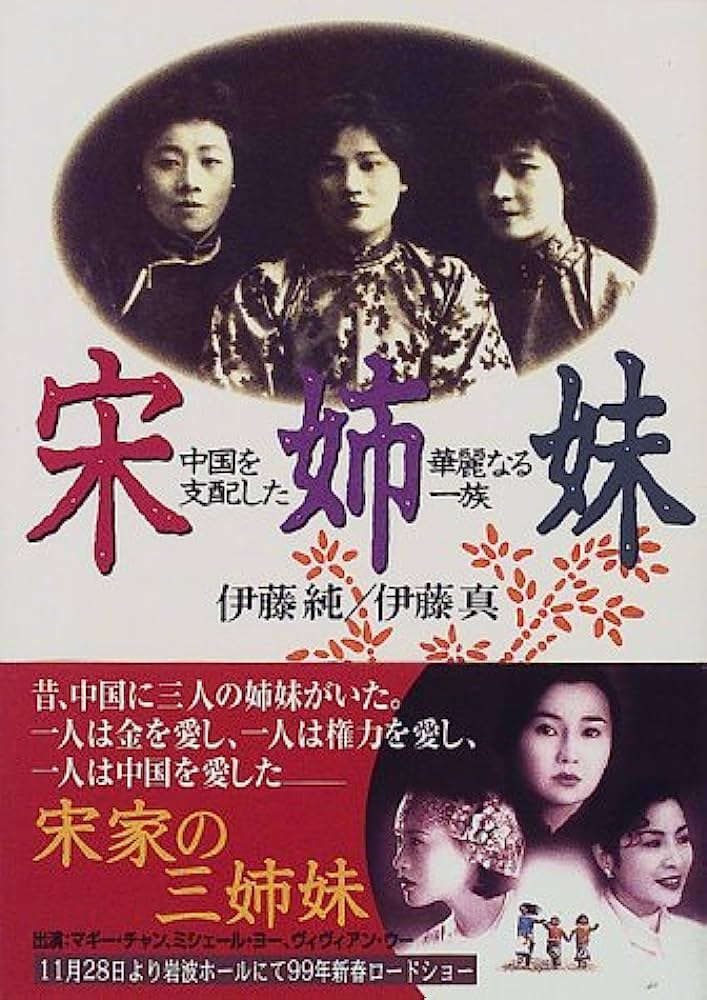 宋姉妹
中国を
支配した
華麗なる
一族
伊藤純/伊藤真
昔、中国に三人の姉妹がいた。
一人は金を愛し、一人は権力を愛し、
一人は中国を愛した――
宋家の
三姉妹
出演:マギー・チャン、ミシェール・ヨー、ヴィヴィアン・ウー
11月28日より岩波ホールにて99年新春ロードショー